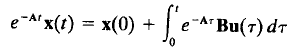 e^{-At}x(t) = x(0) + ∫_0^t e^{-Aτ}Bu(τ) dτ